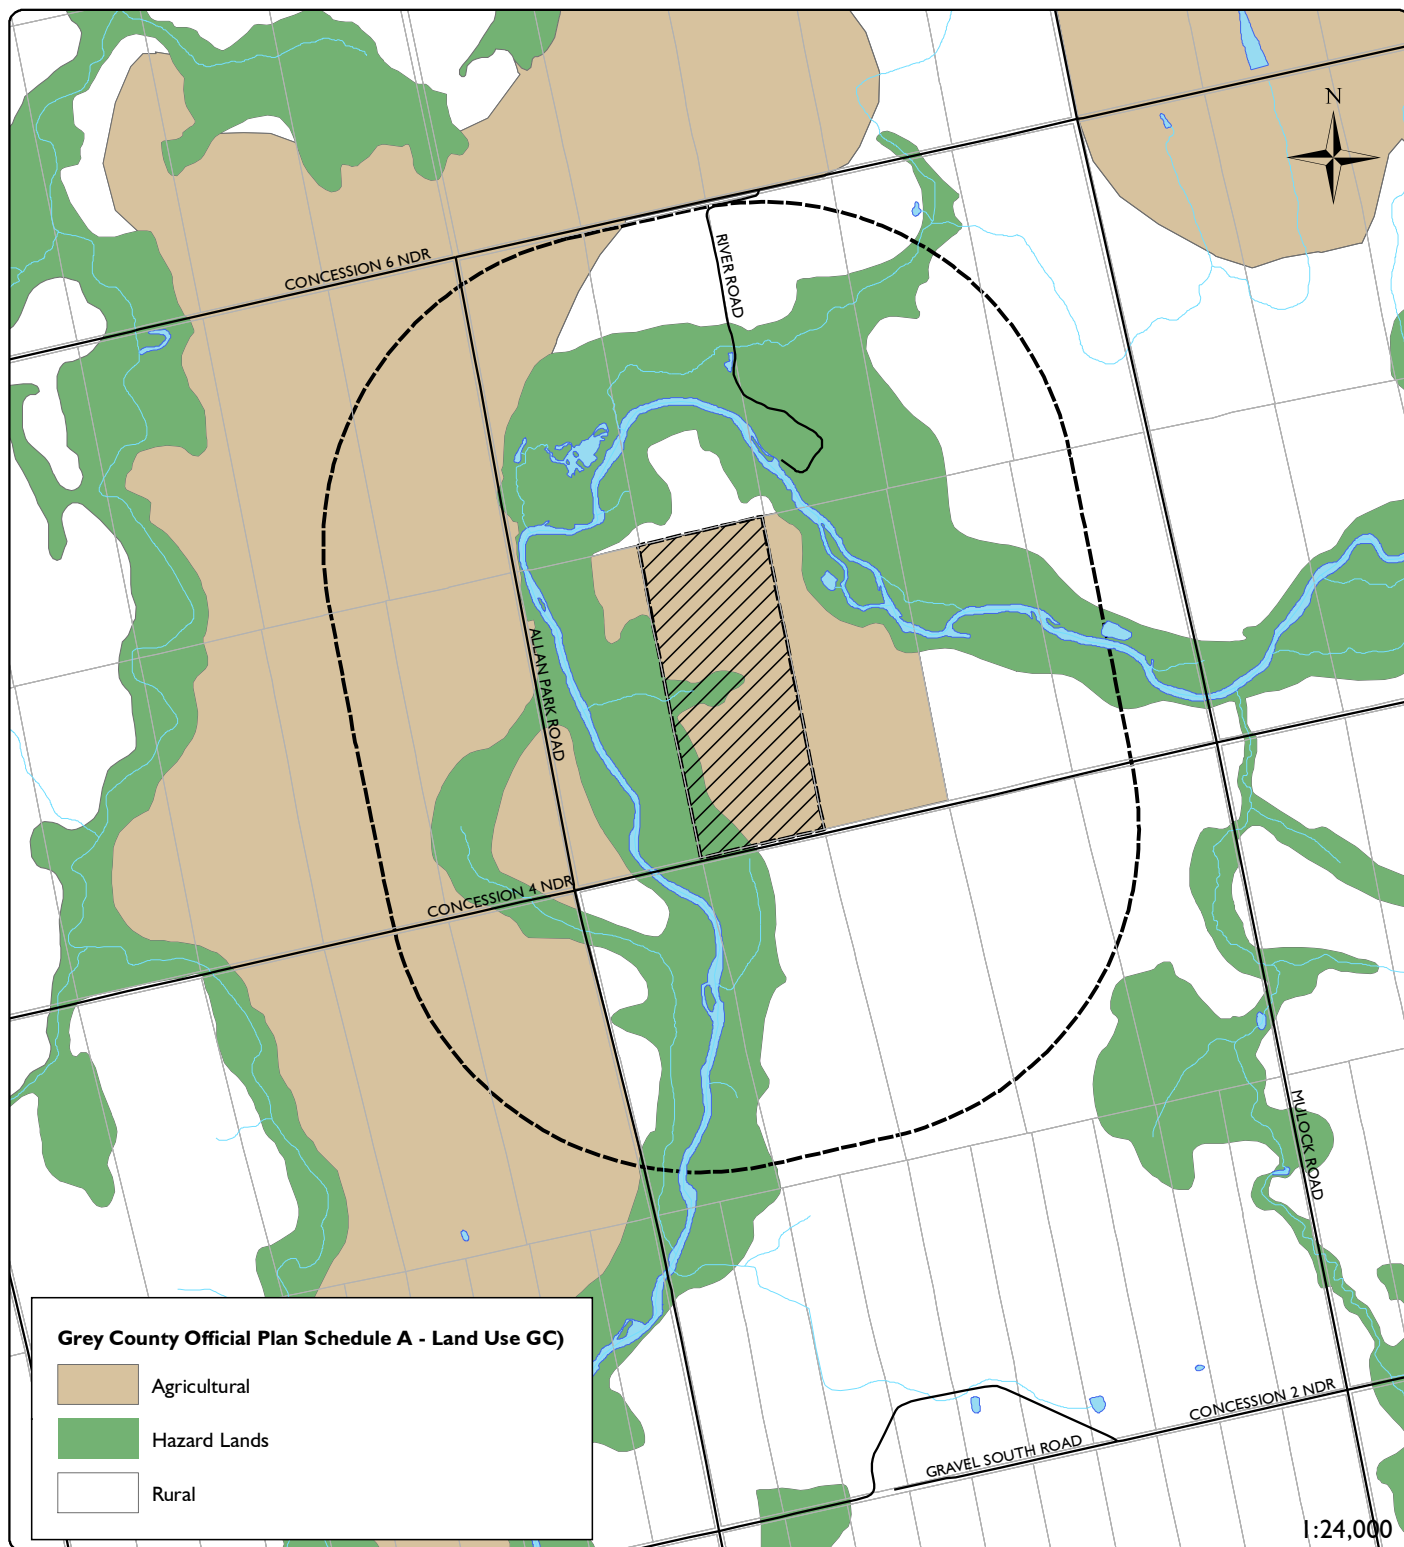 N
CONCESSION 6 NDR
RIVER ROAD
ALLAN PARK ROAD
CONCESSION 4 NDR
MULOCK ROAD
Grey County Official Plan Schedule A - Land Use GC)
Agricultural
Hazard Lands
Rural
CONCESSION 2 NDR
GRAVEL SOUTH ROAD
1:24,000